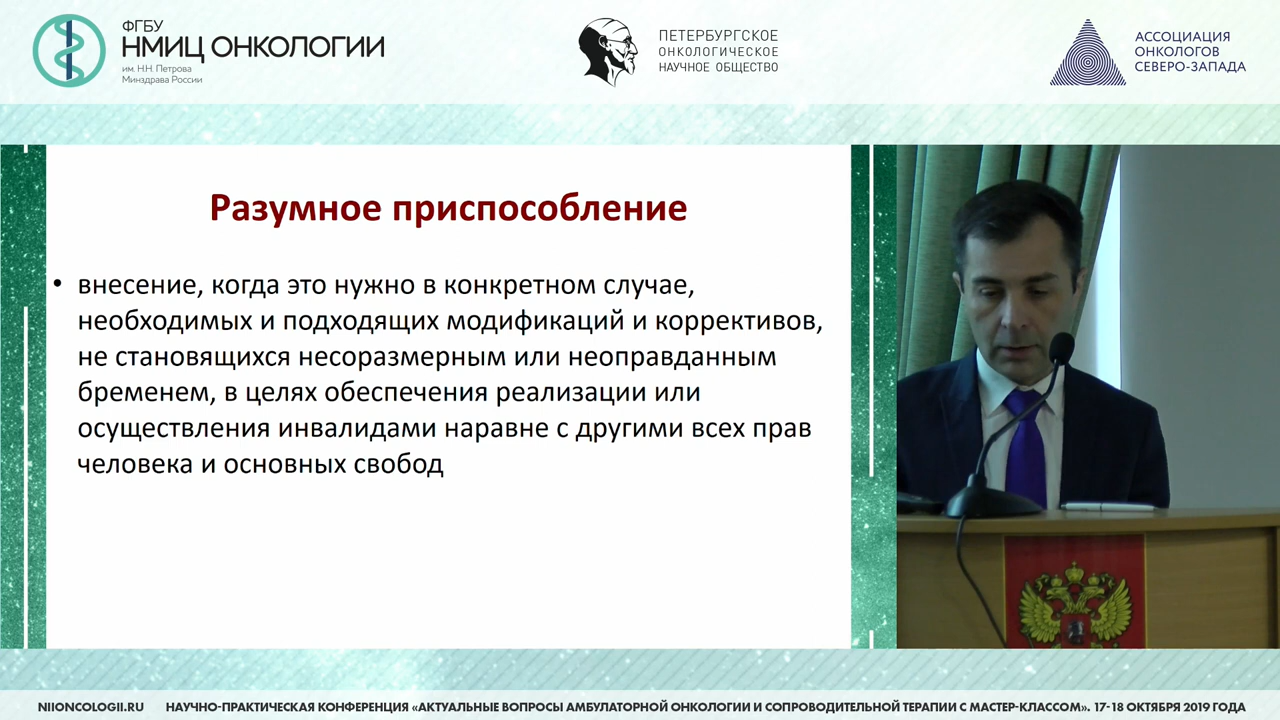 ФГБУ
НМИЦ ОНКОЛОГИИ
им. Н.Н. Петрова
Минздрава России
ПЕТЕРБУРГСКОЕ
ОНКОЛОГИЧЕСКОЕ
НАУЧНОЕ ОБЩЕСТВО
АССОЦИАЦИЯ
ОНКОЛОГОВ
СЕВЕРО-ЗАПАДА
Разумное приспособление
• внесение, когда это нужно в конкретном случае,
необходимых и подходящих модификаций и коррективов,
не становящихся несоразмерным или неоправданным
бременем, в целях обеспечения реализации или
осуществления инвалидами наравне с другими всех прав
человека и основных свобод
NIIONCOLOGII.RU НАУЧНО-ПРАКТИЧЕСКАЯ КОНФЕРЕНЦИЯ «АКТУАЛЬНЫЕ ВОПРОСЫ АМБУЛАТОРНОЙ ОНКОЛОГИИ И СОПРОВОДИТЕЛЬНОЙ ТЕРАПИИ С МАСТЕР-КЛАССОМ». 17-18 ОКТЯБРЯ 2019 ГОДА